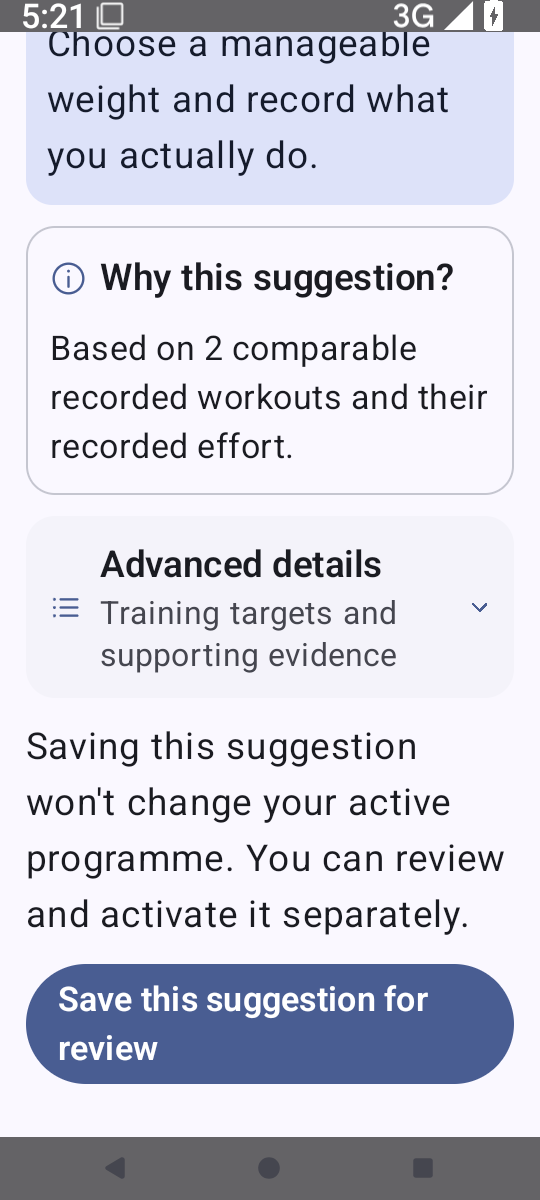 5:21
3G
Choose a manageable
weight and record what
you actually do.
Why this suggestion?
Based on 2 comparable
recorded workouts and their
recorded effort.
Advanced details
Training targets and
supporting evidence
Saving this suggestion
won't change your active
programme. You can review
and activate it separately.
Save this suggestion for
review